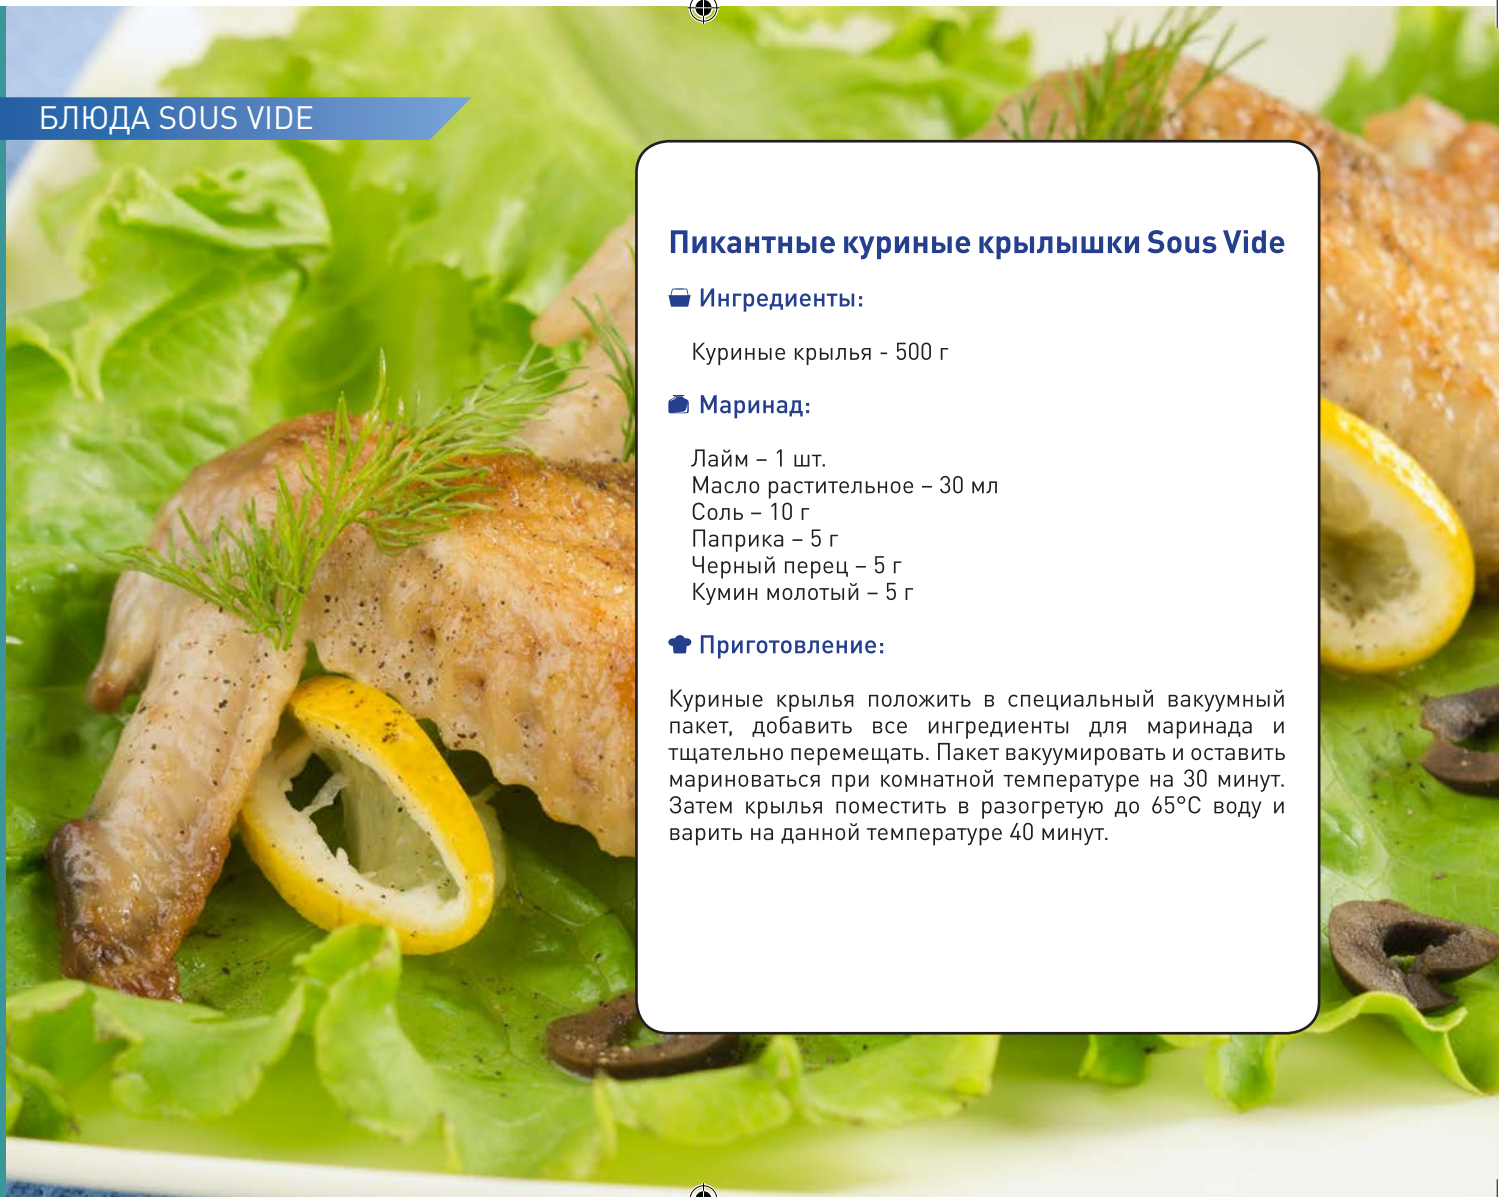 БЛЮДА SOUS VIDE
Пикантные куриные крылышки Sous Vide
Ингредиенты:
Куриные крылья - 500 г
Маринад:
Лайм – 1 шт.
Масло растительное – 30 мл
Соль – 10 г
Паприка – 5 г
Черный перец – 5 г
Кумин молотый – 5 г
Приготовление:
Куриные крылья положить в специальный вакуумный
пакет, добавить все ингредиенты для маринада и
тщательно перемещать. Пакет вакуумировать и оставить
мариноваться при комнатной температуре на 30 минут.
Затем крылья поместить в разогретую до 65°C воду и
варить на данной температуре 40 минут.